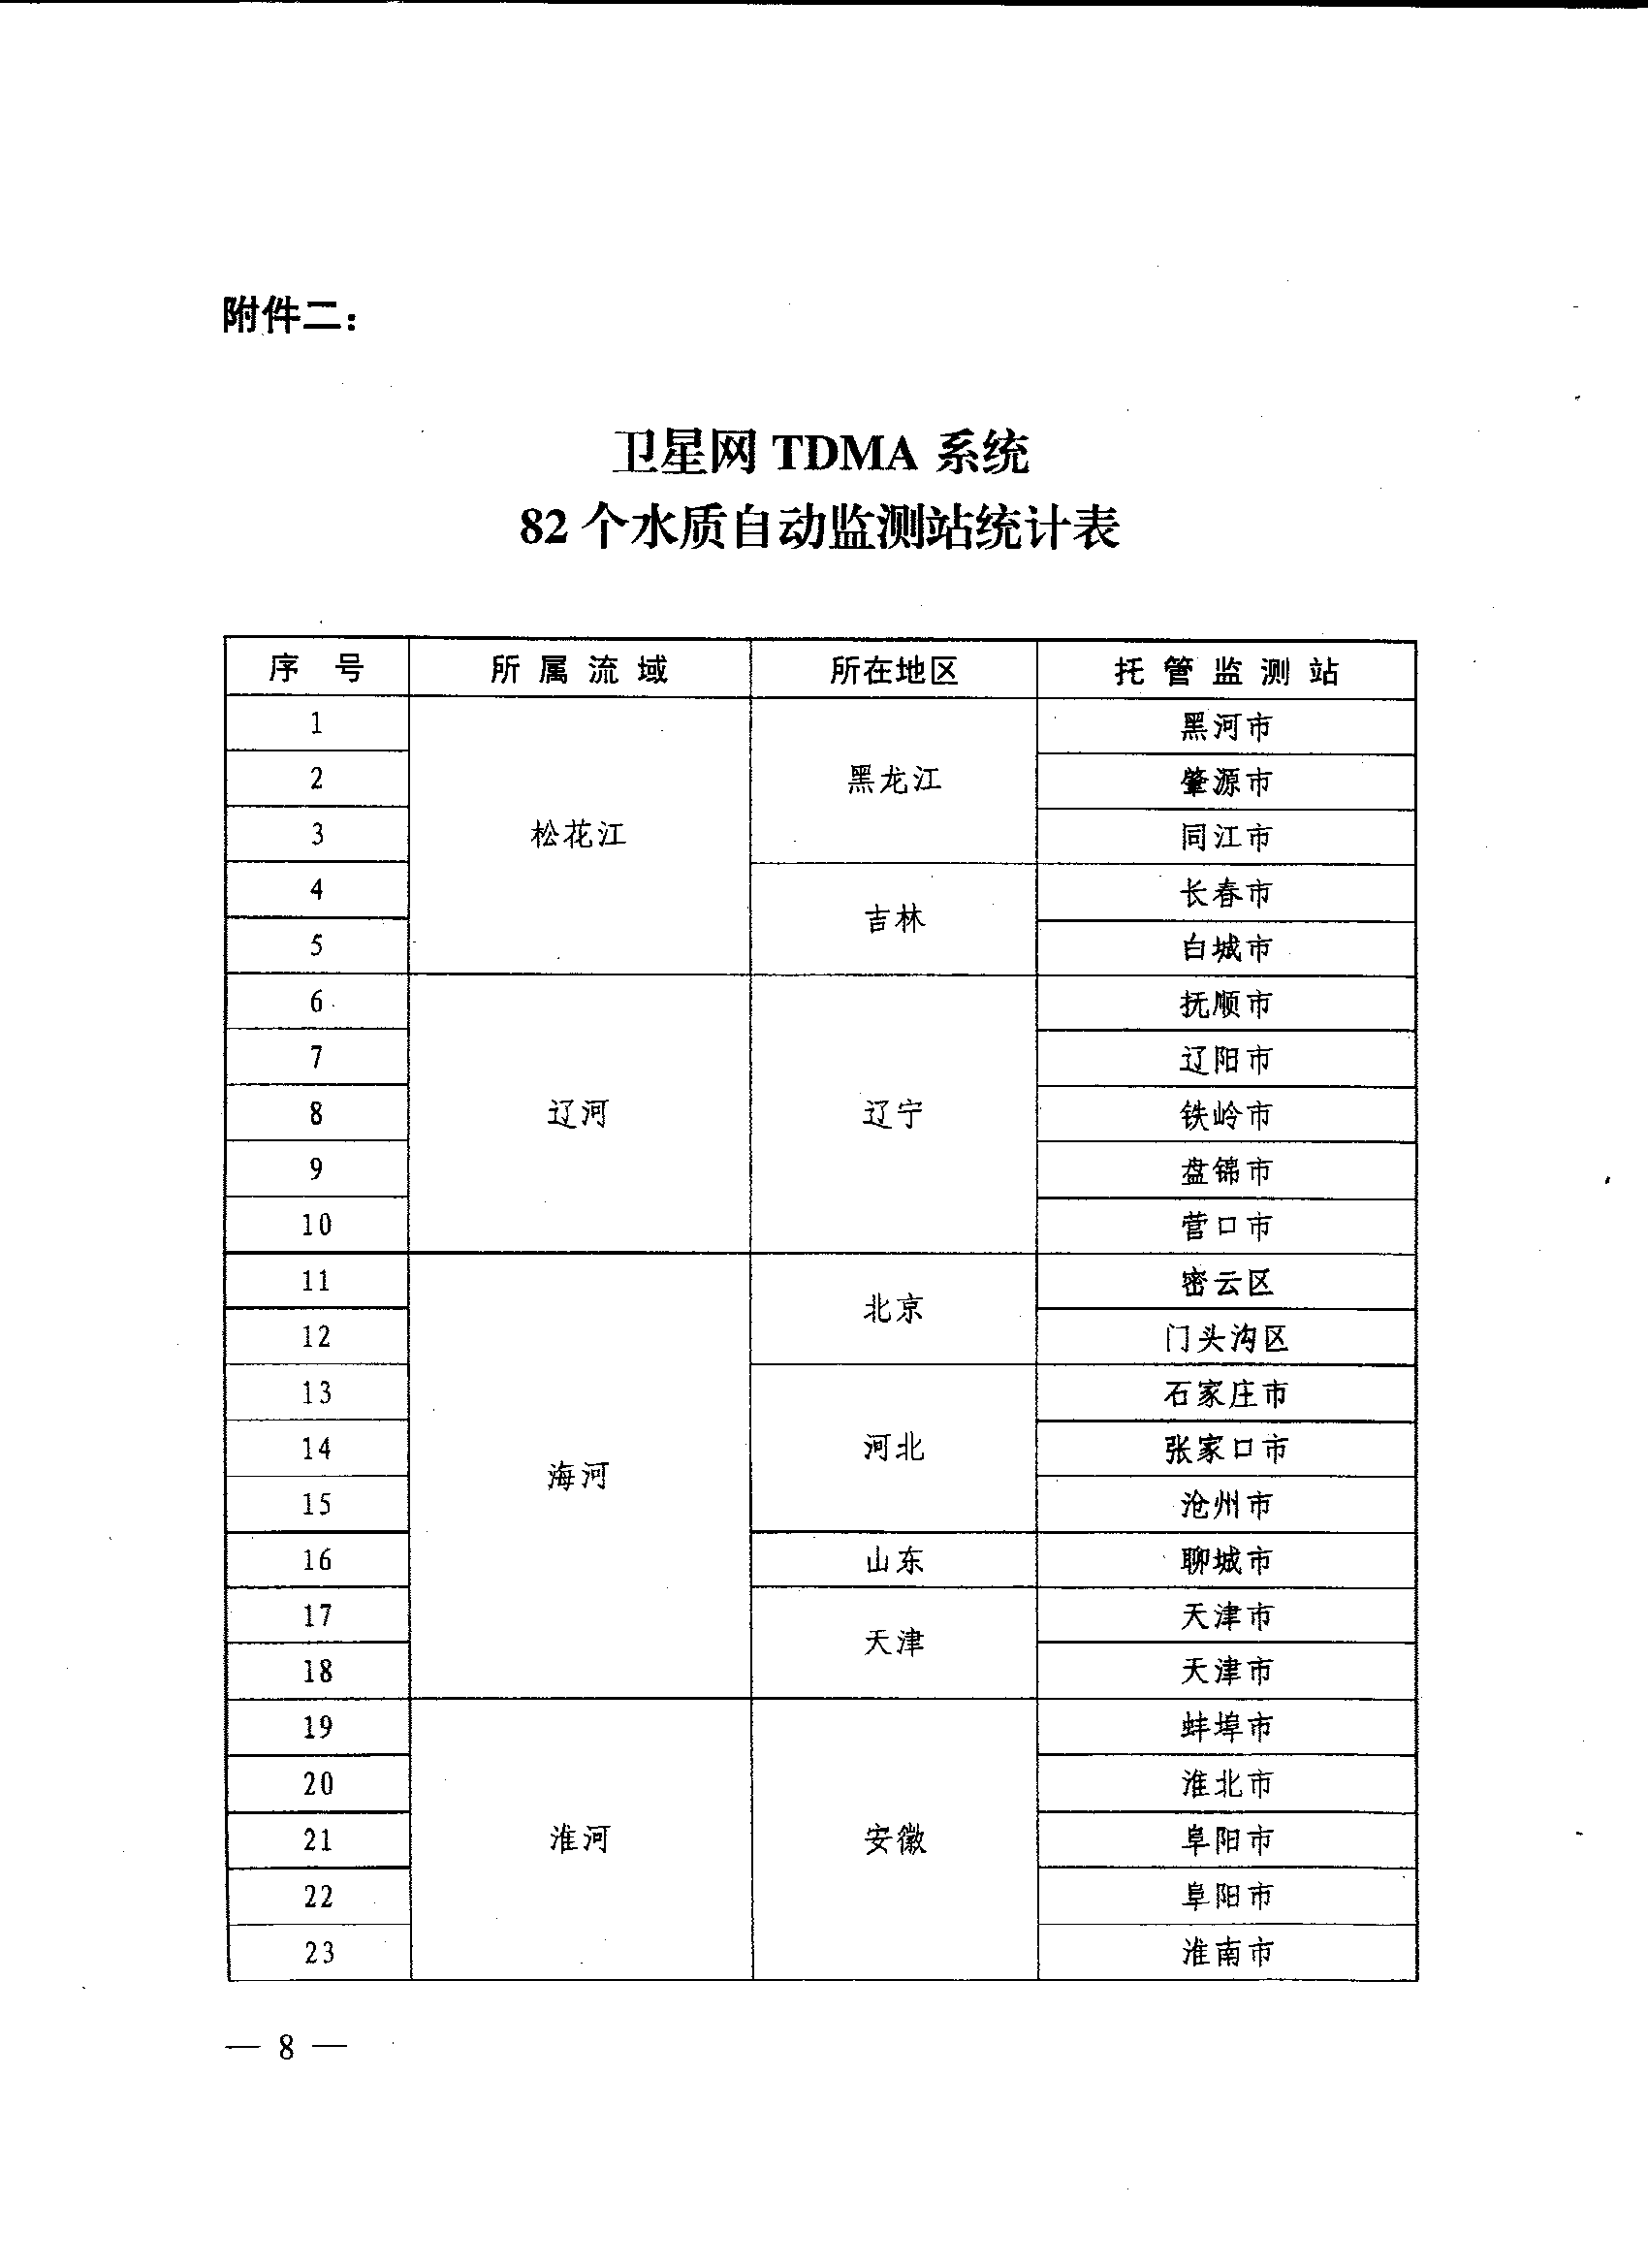 附件二：
卫星网 TDMA 系统
82 个水质自动监测站统计表
序 号 所 属 流 域 所在地区 托 管 监 测 站
1 松花江 黑龙江 黑河市
2 肇源市
3 同江市
4 吉林 长春市
5 白城市
6 辽河 辽宁 抚顺市
7 辽阳市
8 铁岭市
9 盘锦市
10 营口市
11 海河 北京 密云区
12 门头沟区
13 河北 石家庄市
14 张家口市
15 沧州市
16 山东 聊城市
17 天津 天津市
18 天津市
19 淮河 安徽 蚌埠市
20 淮北市
21 阜阳市
22 阜阳市
23 淮南市
— 8 —